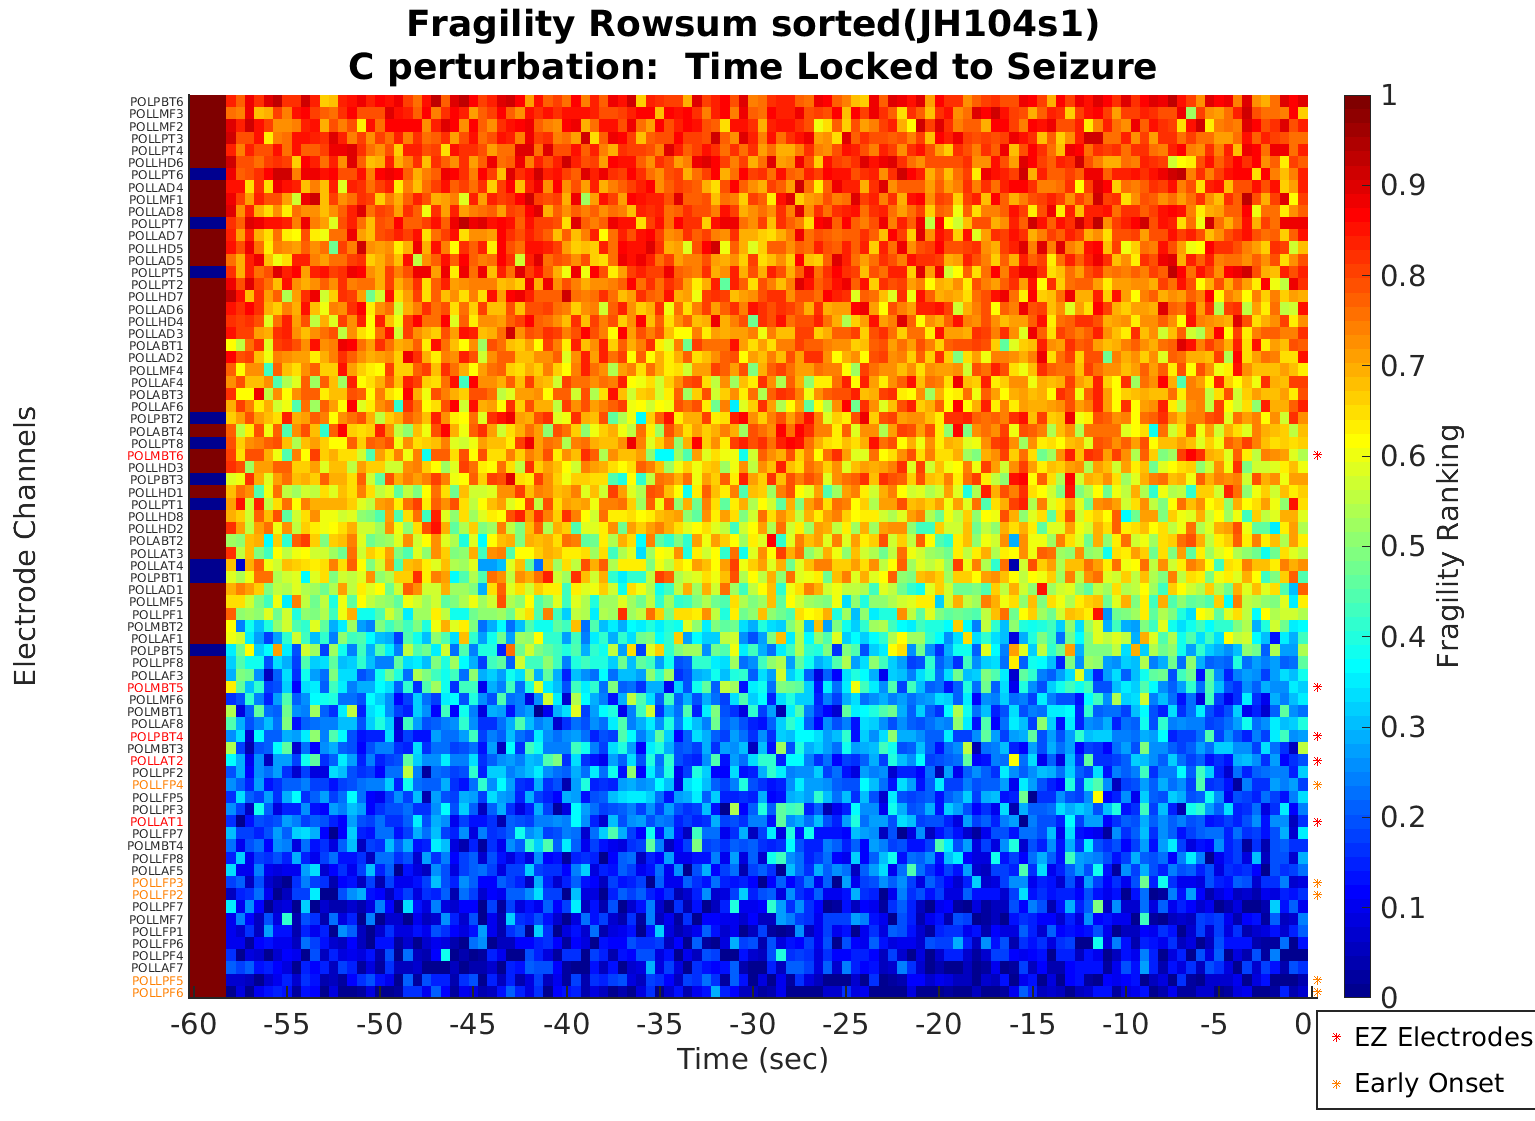 Fragility Rowsum sorted(JH104s1)
C perturbation:  Time Locked to Seizure
Electrode Channels
POLPBT6
POLLMF3
POLLMF2
POLLPT3
POLLPT4
POLLHD6
POLLPT6
POLLAD4
POLLMF1
POLLAD8
POLLPT7
POLLAD7
POLLHD5
POLLAD5
POLLPT5
POLLPT2
POLLHD7
POLLAD6
POLLHD4
POLLAD3
POLABT1
POLLAD2
POLLMF4
POLLAF4
POLABT3
POLLAF6
POLPBT2
POLABT4
POLLPT8
POLMBT6
POLLHD3
POLPBT3
POLLHD1
POLLPT1
POLLHD8
POLLHD2
POLABT2
POLLAT3
POLLAT4
POLPBT1
POLLAD1
POLLMF5
POLLPF1
POLMBT2
POLLAF1
POLPBT5
POLLPF8
POLLAF3
POLMBT5
POLLMF6
POLMBT1
POLLAF8
POLPBT4
POLMBT3
POLLAT2
POLLPF2
POLLFP4
POLLFP5
POLLPF3
POLLAT1
POLLFP7
POLMBT4
POLLFP8
POLLAF5
POLLFP3
POLLFP2
POLLPF7
POLLMF7
POLLFP1
POLLFP6
POLLPF4
POLLAF7
POLLPF5
POLLPF6
-60 -55 -50 -45 -40 -35 -30 -25 -20 -15 -10 -5 0
Time (sec)
1
0.9
0.8
0.7
0.6
0.5
0.4
0.3
0.2
0.1
0
Fragility Ranking
EZ Electrodes
Early Onset